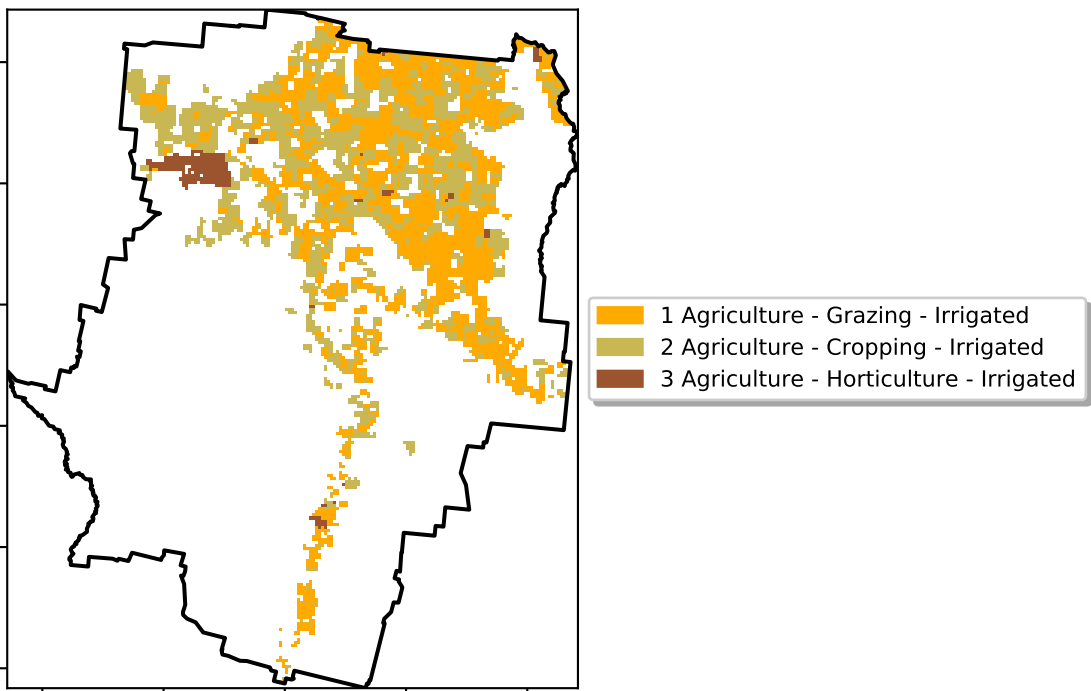 1 Agriculture - Grazing - Irrigated
2 Agriculture - Cropping - Irrigated
3 Agriculture - Horticulture - Irrigated